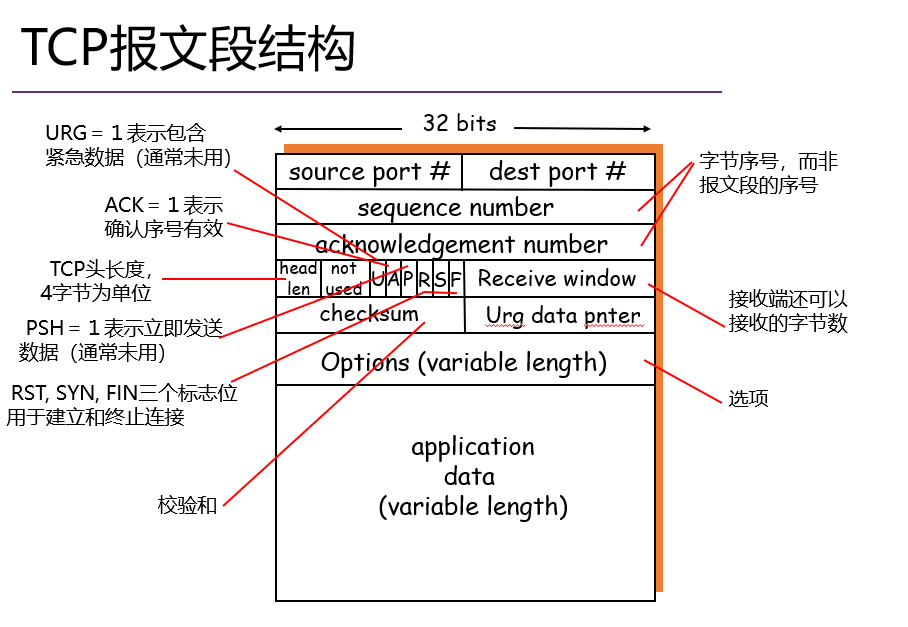 TCP报文段结构
32 bits
URG＝１表示包含
紧急数据（通常未用）
ACK＝１表示
确认序号有效
TCP头长度，
4字节为单位
PSH＝１表示立即发送
数据（通常未用）
RST, SYN, FIN三个标志位
用于建立和终止连接
校验和
source port #
dest port #
sequence number
acknowledgement number
head
len
not
used
U
A
P
R
S
F
Receive window
checksum
Urg data pnter
Options (variable length)
application
data
(variable length)
字节序号，而非
报文段的序号
接收端还可以
接收的字节数
选项